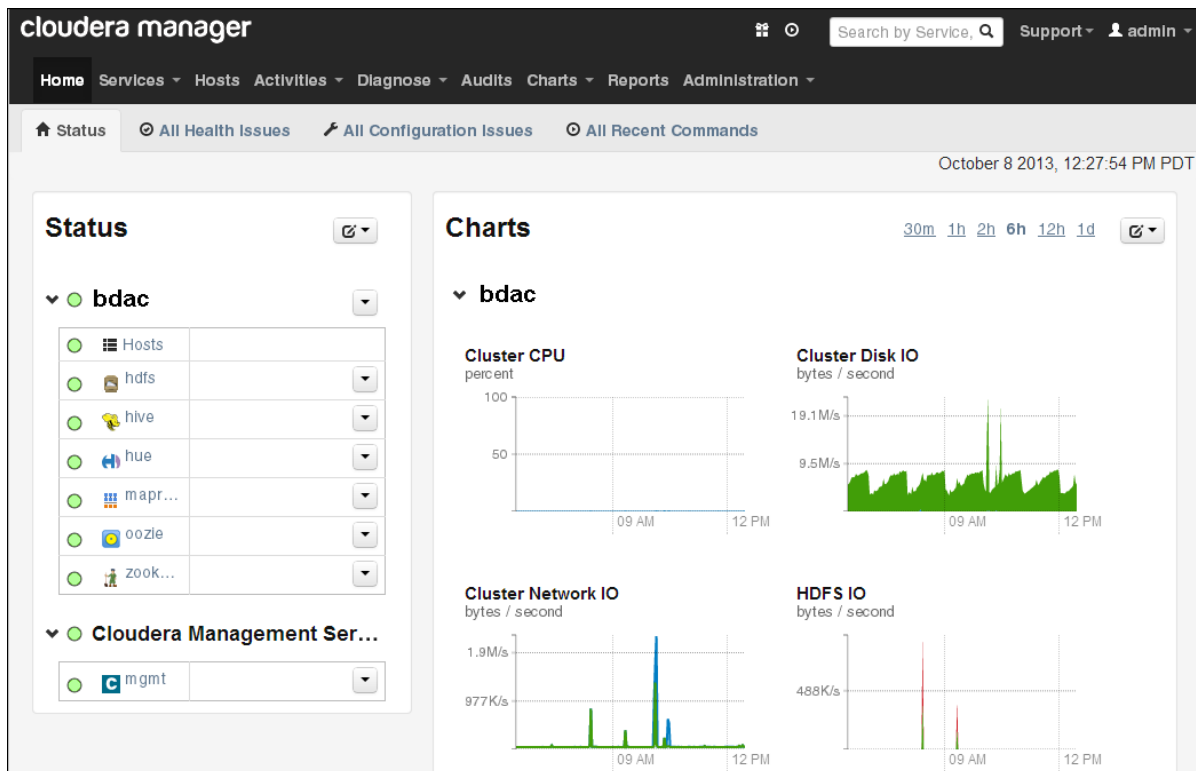 cloudera manager
Search by Service,
Support
admin
Home Services Hosts Activities Diagnose Audits Charts Reports Administration
Status All Health Issues All Configuration Issues All Recent Commands
October 8 2013, 12:27:54 PM PDT
Status
bdac
Hosts
hdfs
hive
hue
mapr...
oozie
zook...
Cloudera Management Ser...
C mgmt
Charts
30m 1h 2h 6h 12h 1d
bdac
Cluster CPU
percent
100
50
09 AM 12 PM
Cluster Disk IO
bytes / second
19.1M/s
9.5M/s
09 AM 12 PM
Cluster Network IO
bytes / second
1.9M/s
977K/s
09 AM 12 PM
HDFS IO
bytes / second
488K/s
09 AM 12 PM